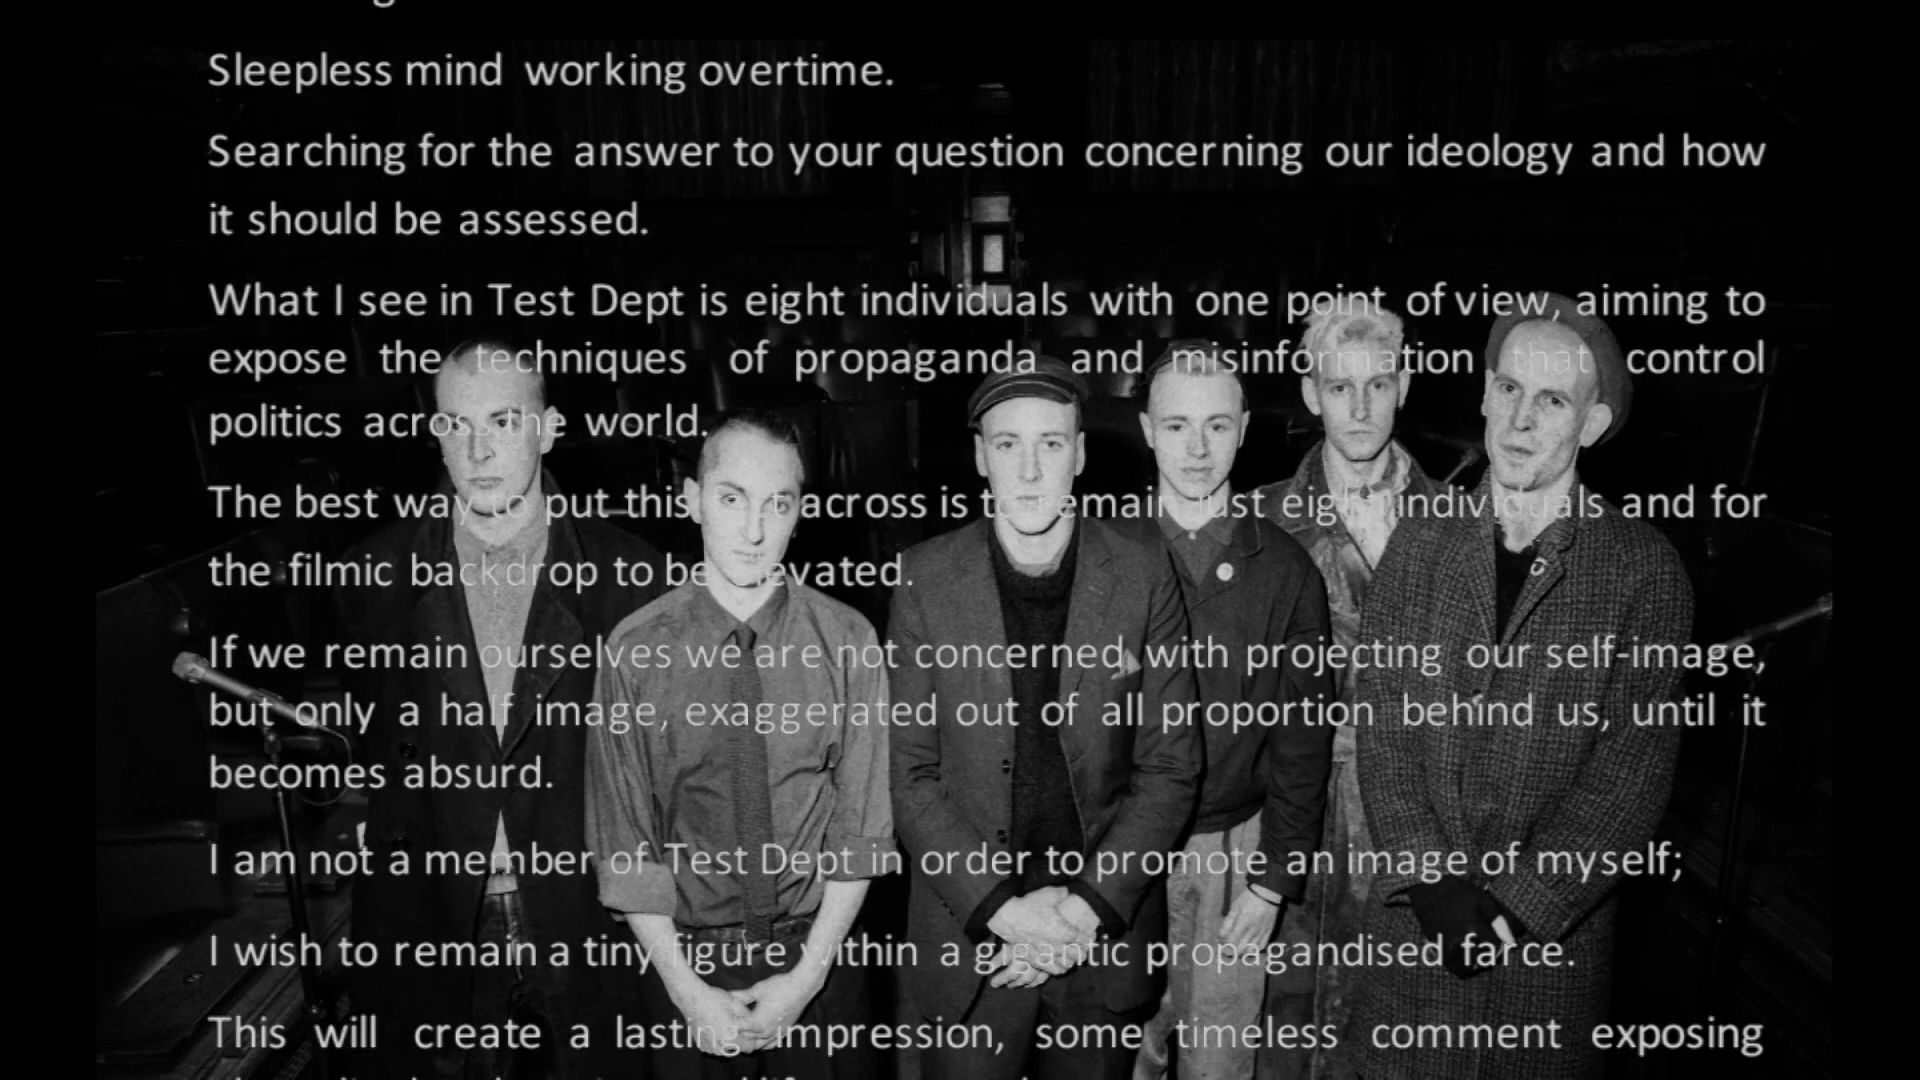 Sleepless mind working overtime.
Searching for the answer to your question concerning our ideology and how
it should be assessed.
What I see in Test Dept is eight individuals with one point of view, aiming to
expose the techniques of propaganda and misinformation that control
politics across the world.
The best way to put this across is to remain just eight individuals and for
the filmic backdrop to be elevated.
If we remain ourselves we are not concerned with projecting our self-image,
but only a half image, exaggerated out of all proportion behind us, until it
becomes absurd.
I am not a member of Test Dept in order to promote an image of myself;
I wish to remain a tiny figure within a gigantic propagandised farce.
This will create a lasting impression, some timeless comment exposing